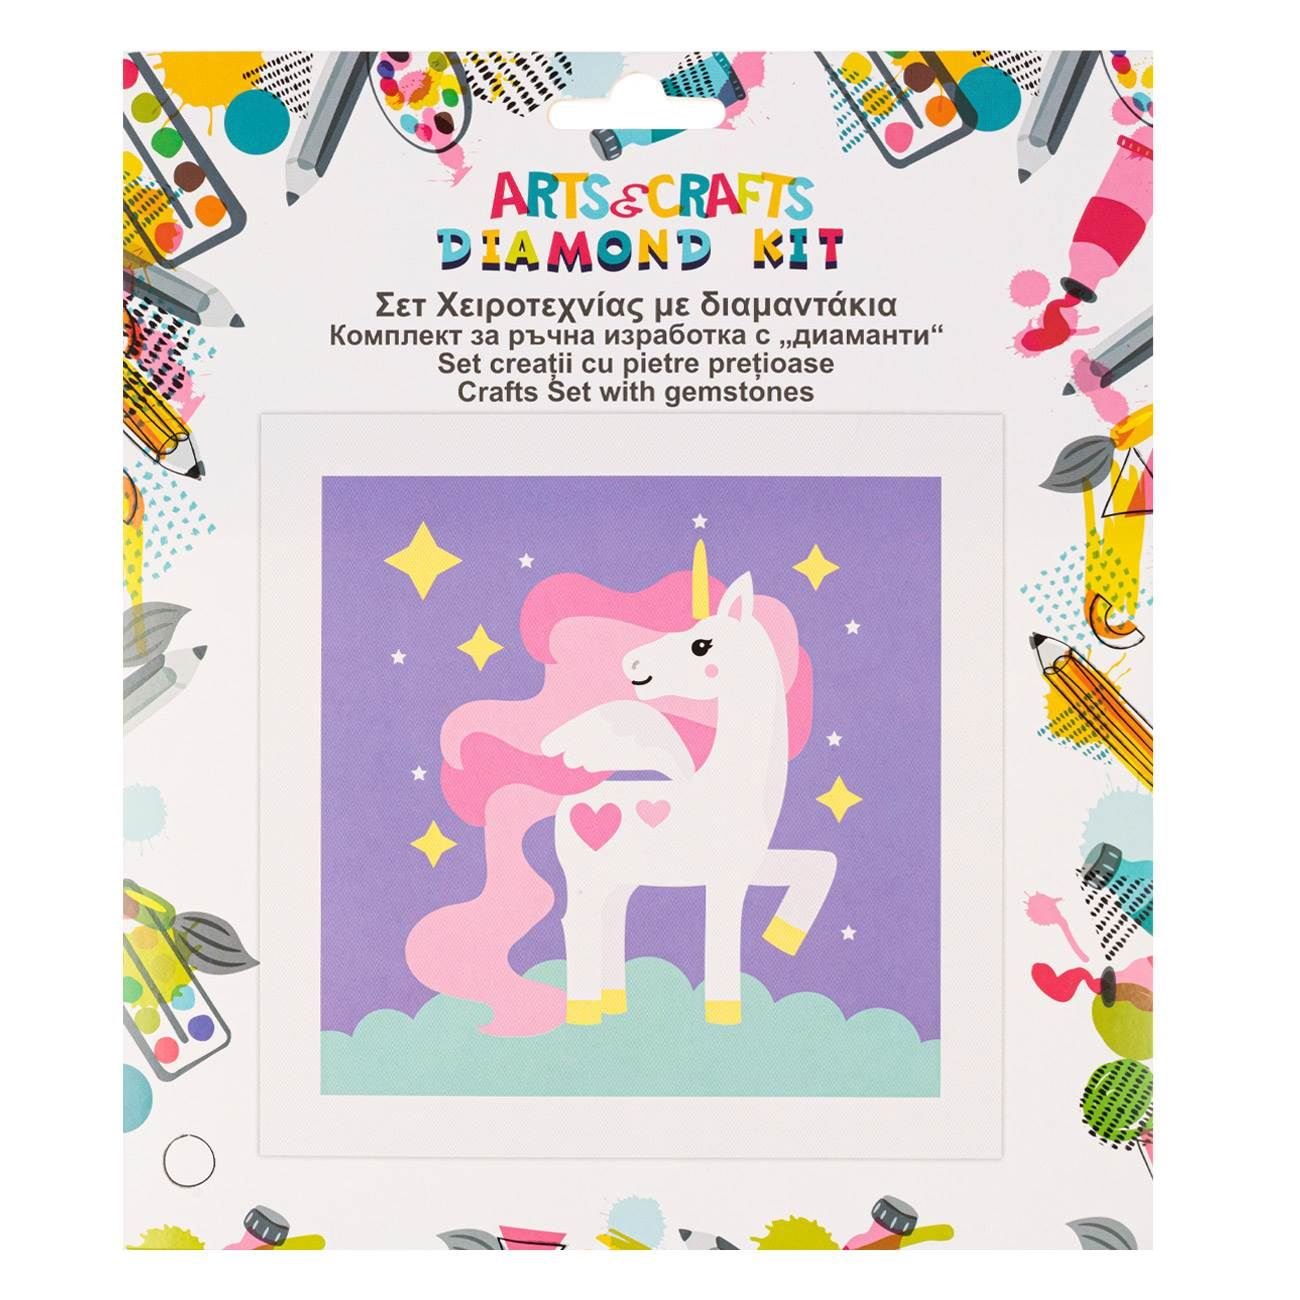 ARTS&CRAFTS
DIAMOND KIT
Σετ Χειροτεχνίας με διαμαντάκια
Комплект за ръчна изработка с „диаманти“
Set creații cu pietre prețioase
Crafts Set with gemstones